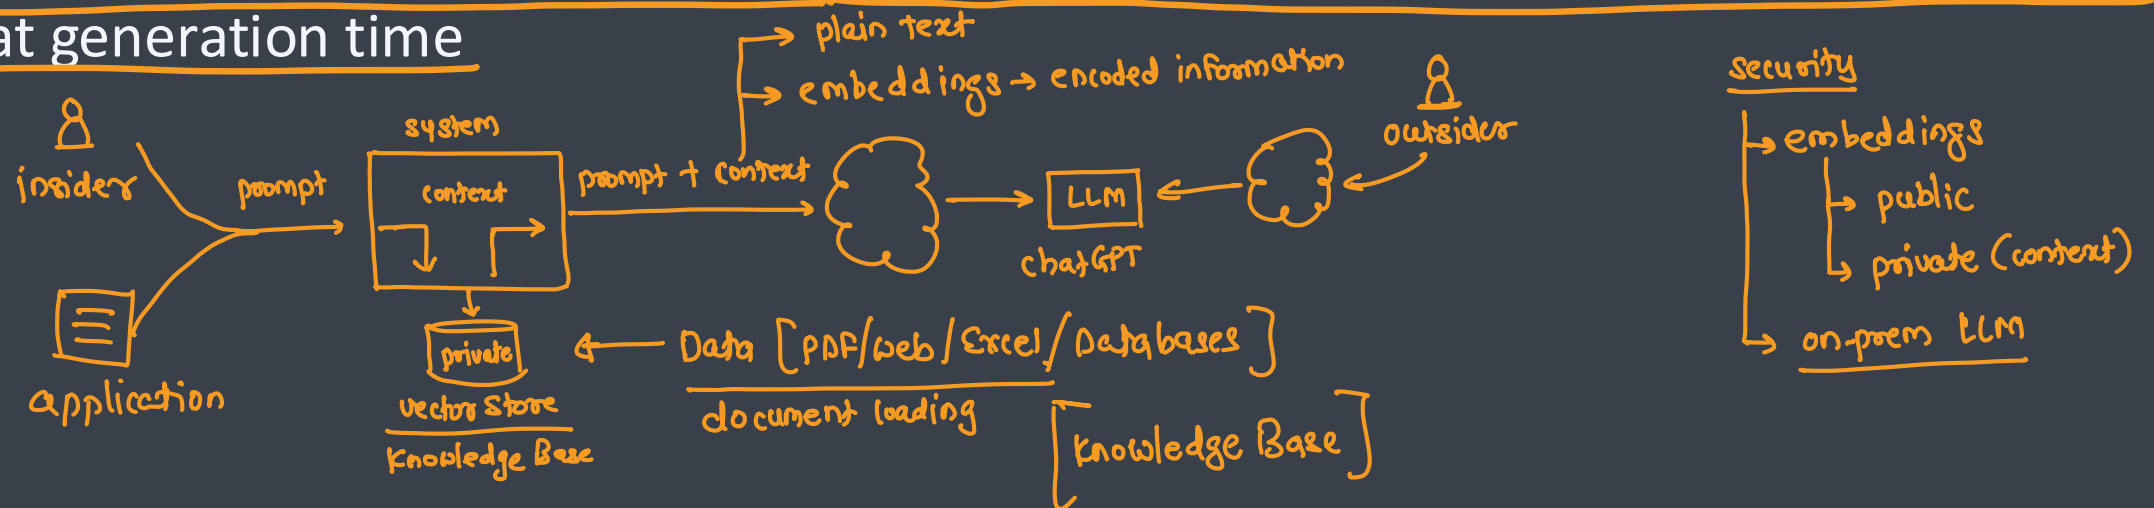 at generation time
plain text
embeddings → encoded information
security
system
outsider
embeddings
insider
prompt
context
prompt + context
LLM
public
chatGPT
private (context)
private
Data [PDF/web/Excel/Databases]
on-prem LLM
application
vector store
document loading
Knowledge Base
[Knowledge Base]